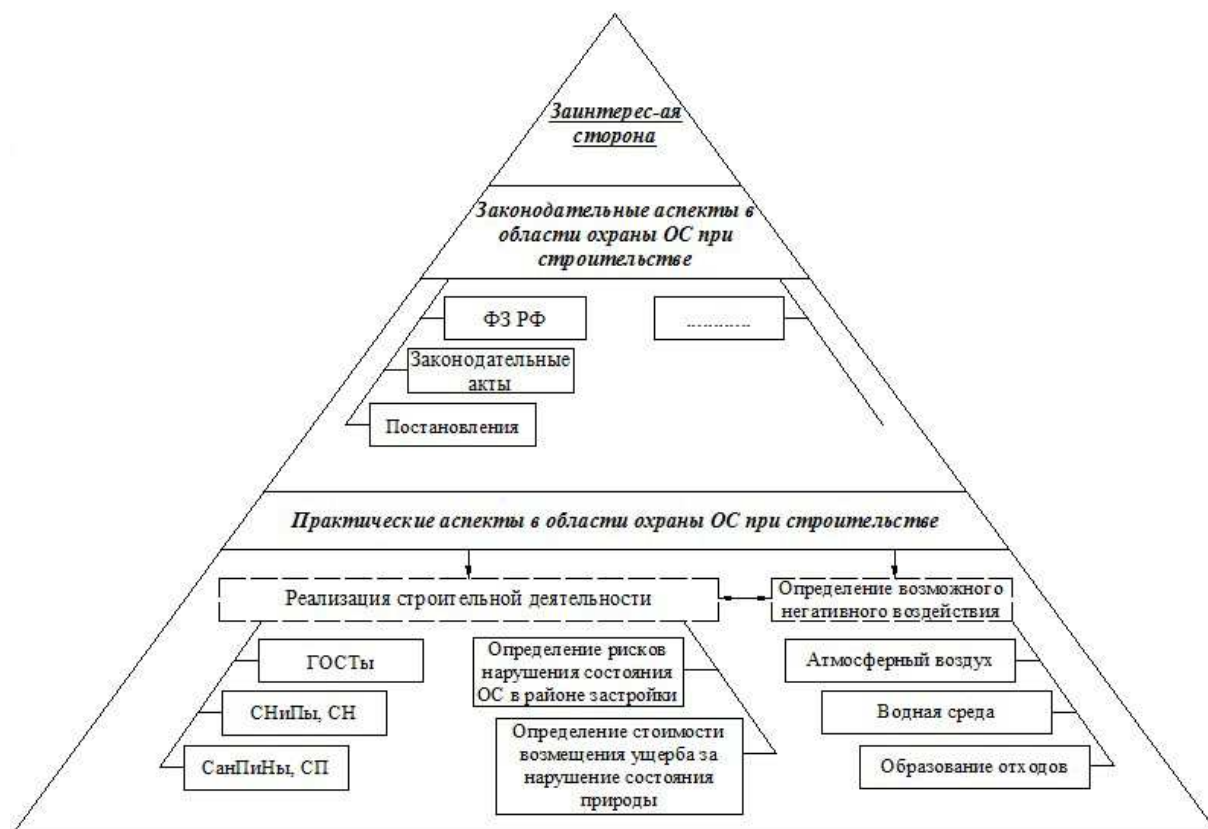 Заинтерес-ая
сторона
Законодательные аспекты в
области охраны ОС при
строительстве
ФЗ РФ
............
Законодательные
акты
Постановления
Практические аспекты в области охраны ОС при строительстве
Реализация строительной деятельности
Определение возможного
негативного воздействия
ГОСТы
СНиПы, СН
СанПиНы, СП
Определение рисков
нарушения состояния
ОС в районе застройки
Определение стоимости
возмещения ущерба за
нарушение состояния
природы
Атмосферный воздух
Водная среда
Образование отходов